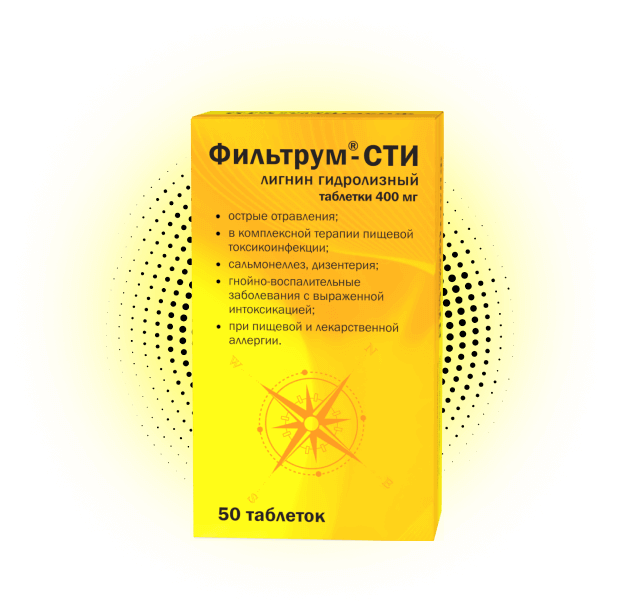 Фильтрум®-СТИ
лигнин гидролизный
таблетки 400 мг
• острые отравления;
• в комплексной терапии пищевой
токсикоинфекции;
• сальмонеллез, дизентерия;
• гнойно-воспалительные
заболевания с выраженной
интоксикацией;
• при пищевой и лекарственной
аллергии.
W
N
S
50 таблеток